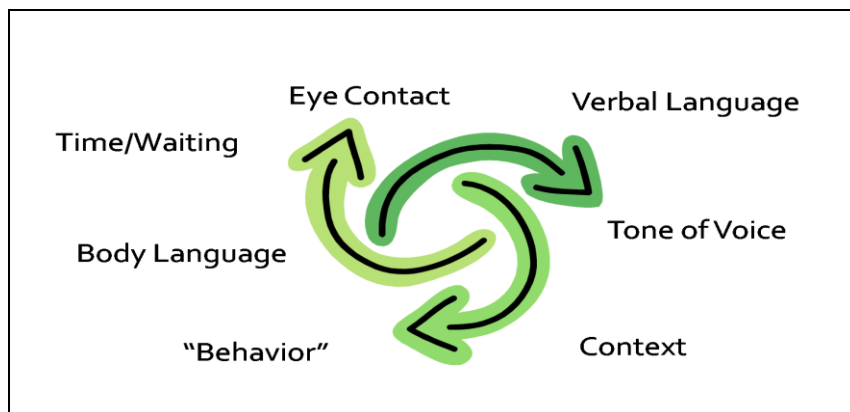 Eye Contact
Verbal Language
Time/Waiting
Tone of Voice
Body Language
“Behavior”
Context